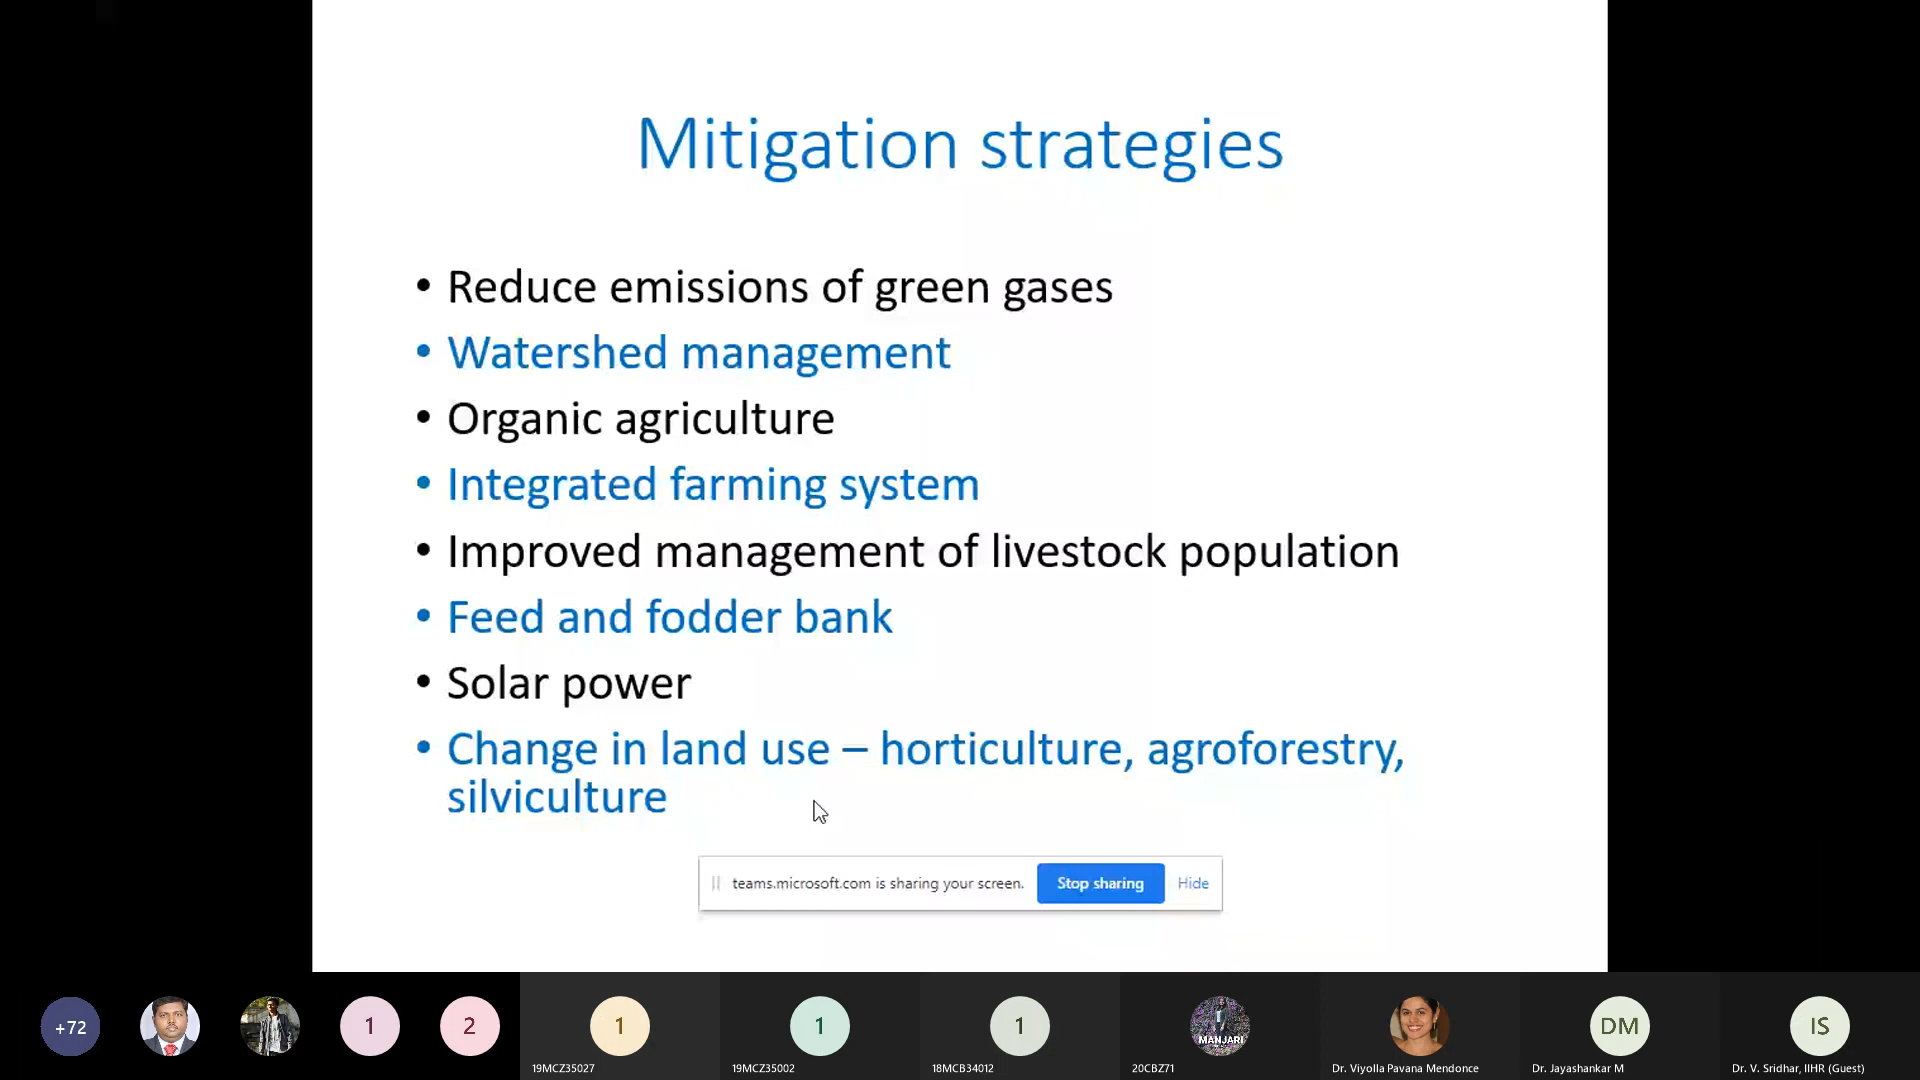 Mitigation strategies
• Reduce emissions of green gases
• Watershed management
• Organic agriculture
• Integrated farming system
• Improved management of livestock population
• Feed and fodder bank
• Solar power
• Change in land use – horticulture, agroforestry,
silviculture
teams.microsoft.com is sharing your screen. Stop sharing Hide
+72 1 2 1 1 1 MANJARI DM IS
19MCZ35027 19MCZ35002 18MCB34012 20CBZ71 Dr. Viyolla Pavana Mendonce Dr. Jayashankar M Dr. V. Sridhar, IIHR (Guest)